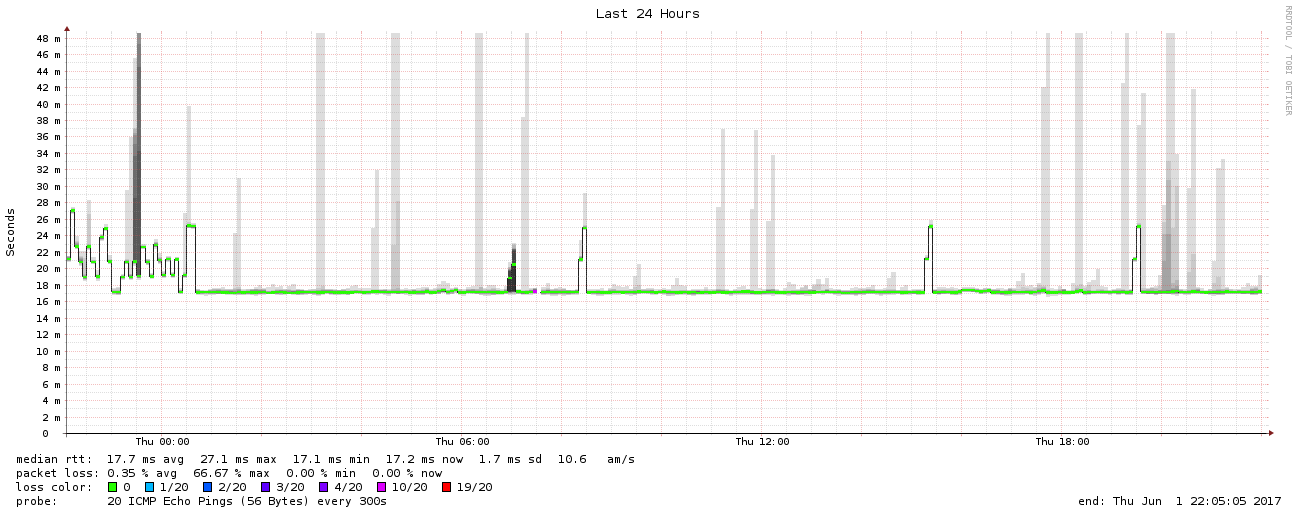 Last 24 Hours
RRDTOOL / TOBI OETIKER
Seconds
48 m
46 m
44 m
42 m
40 m
38 m
36 m
34 m
32 m
30 m
28 m
26 m
24 m
22 m
20 m
18 m
16 m
14 m
12 m
10 m
8 m
6 m
4 m
2 m
0
Thu 00:00 Thu 06:00 Thu 12:00 Thu 18:00
median rtt: 17.7 ms avg 27.1 ms max 17.1 ms min 17.2 ms now 1.7 ms sd 10.6 am/s
packet loss: 0.35 % avg 66.67 % max 0.00 % min 0.00 % now
loss color: 0 1/20 2/20 3/20 4/20 10/20 19/20
probe: 20 ICMP Echo Pings (56 Bytes) every 300s end: Thu Jun 1 22:05:05 2017